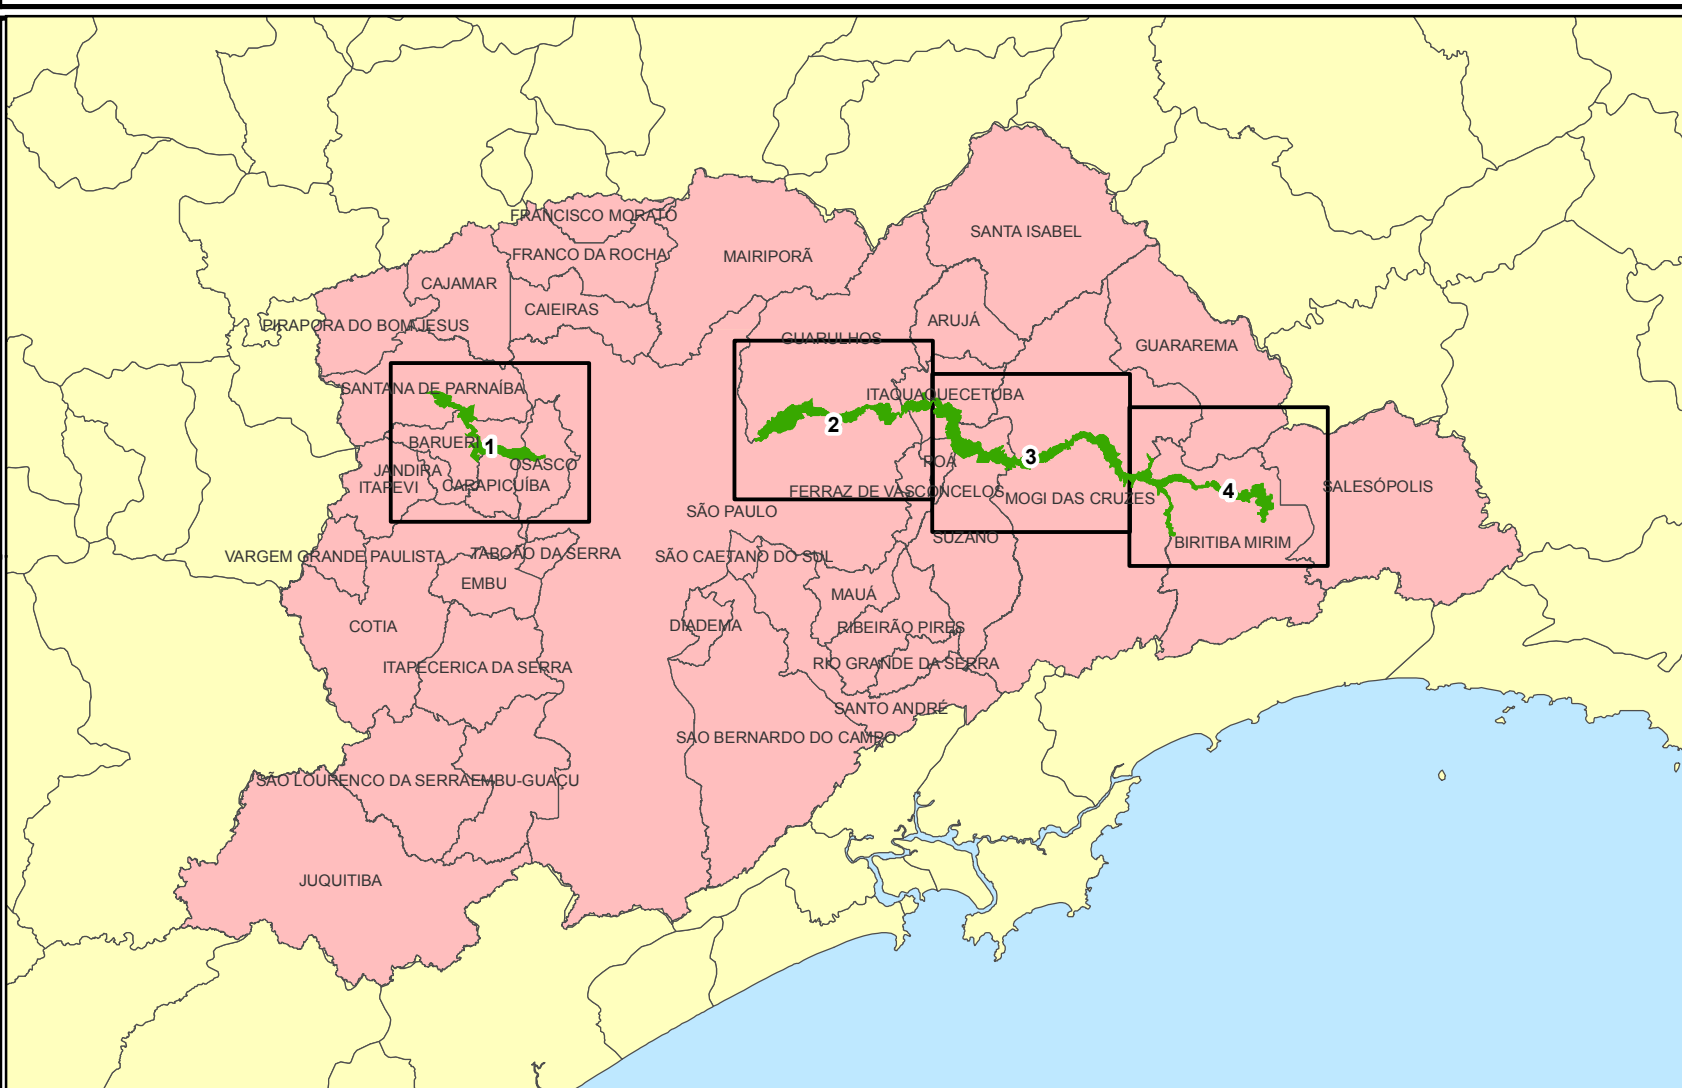 FRANCISCO MORATO
SANTA ISABEL
FRANCO DA ROCHA
MAIRIPORÃ
CAJAMAR
CAIEIRAS
ARUJÁ
PIRAPORA DO BOM JESUS
GUARULHOS
GUARAREMA
SANTANA DE PARNAÍBA
ITAQUAQUECETUBA
2
BARUERI
1
3
POÁ
OSASCO
JANDIRA
ITAPEVI
CARAPICUÍBA
FERRAZ DE VASCONCELOS
MOGI DAS CRUZES
4
SALESÓPOLIS
SÃO PAULO
SUZANO
BIRITIBA MIRIM
VARGEM GRANDE PAULISTA
TABOÃO DA SERRA
SÃO CAETANO DO SUL
EMBU
MAUÁ
COTIA
DIADEMA
RIBEIRÃO PIRES
ITAPECERICA DA SERRA
RIO GRANDE DA SERRA
SANTO ANDRÉ
SÃO BERNARDO DO CAMPO
SÃO LOURENCO DA SERRA
EMBU-GUAÇU
JUQUITIBA